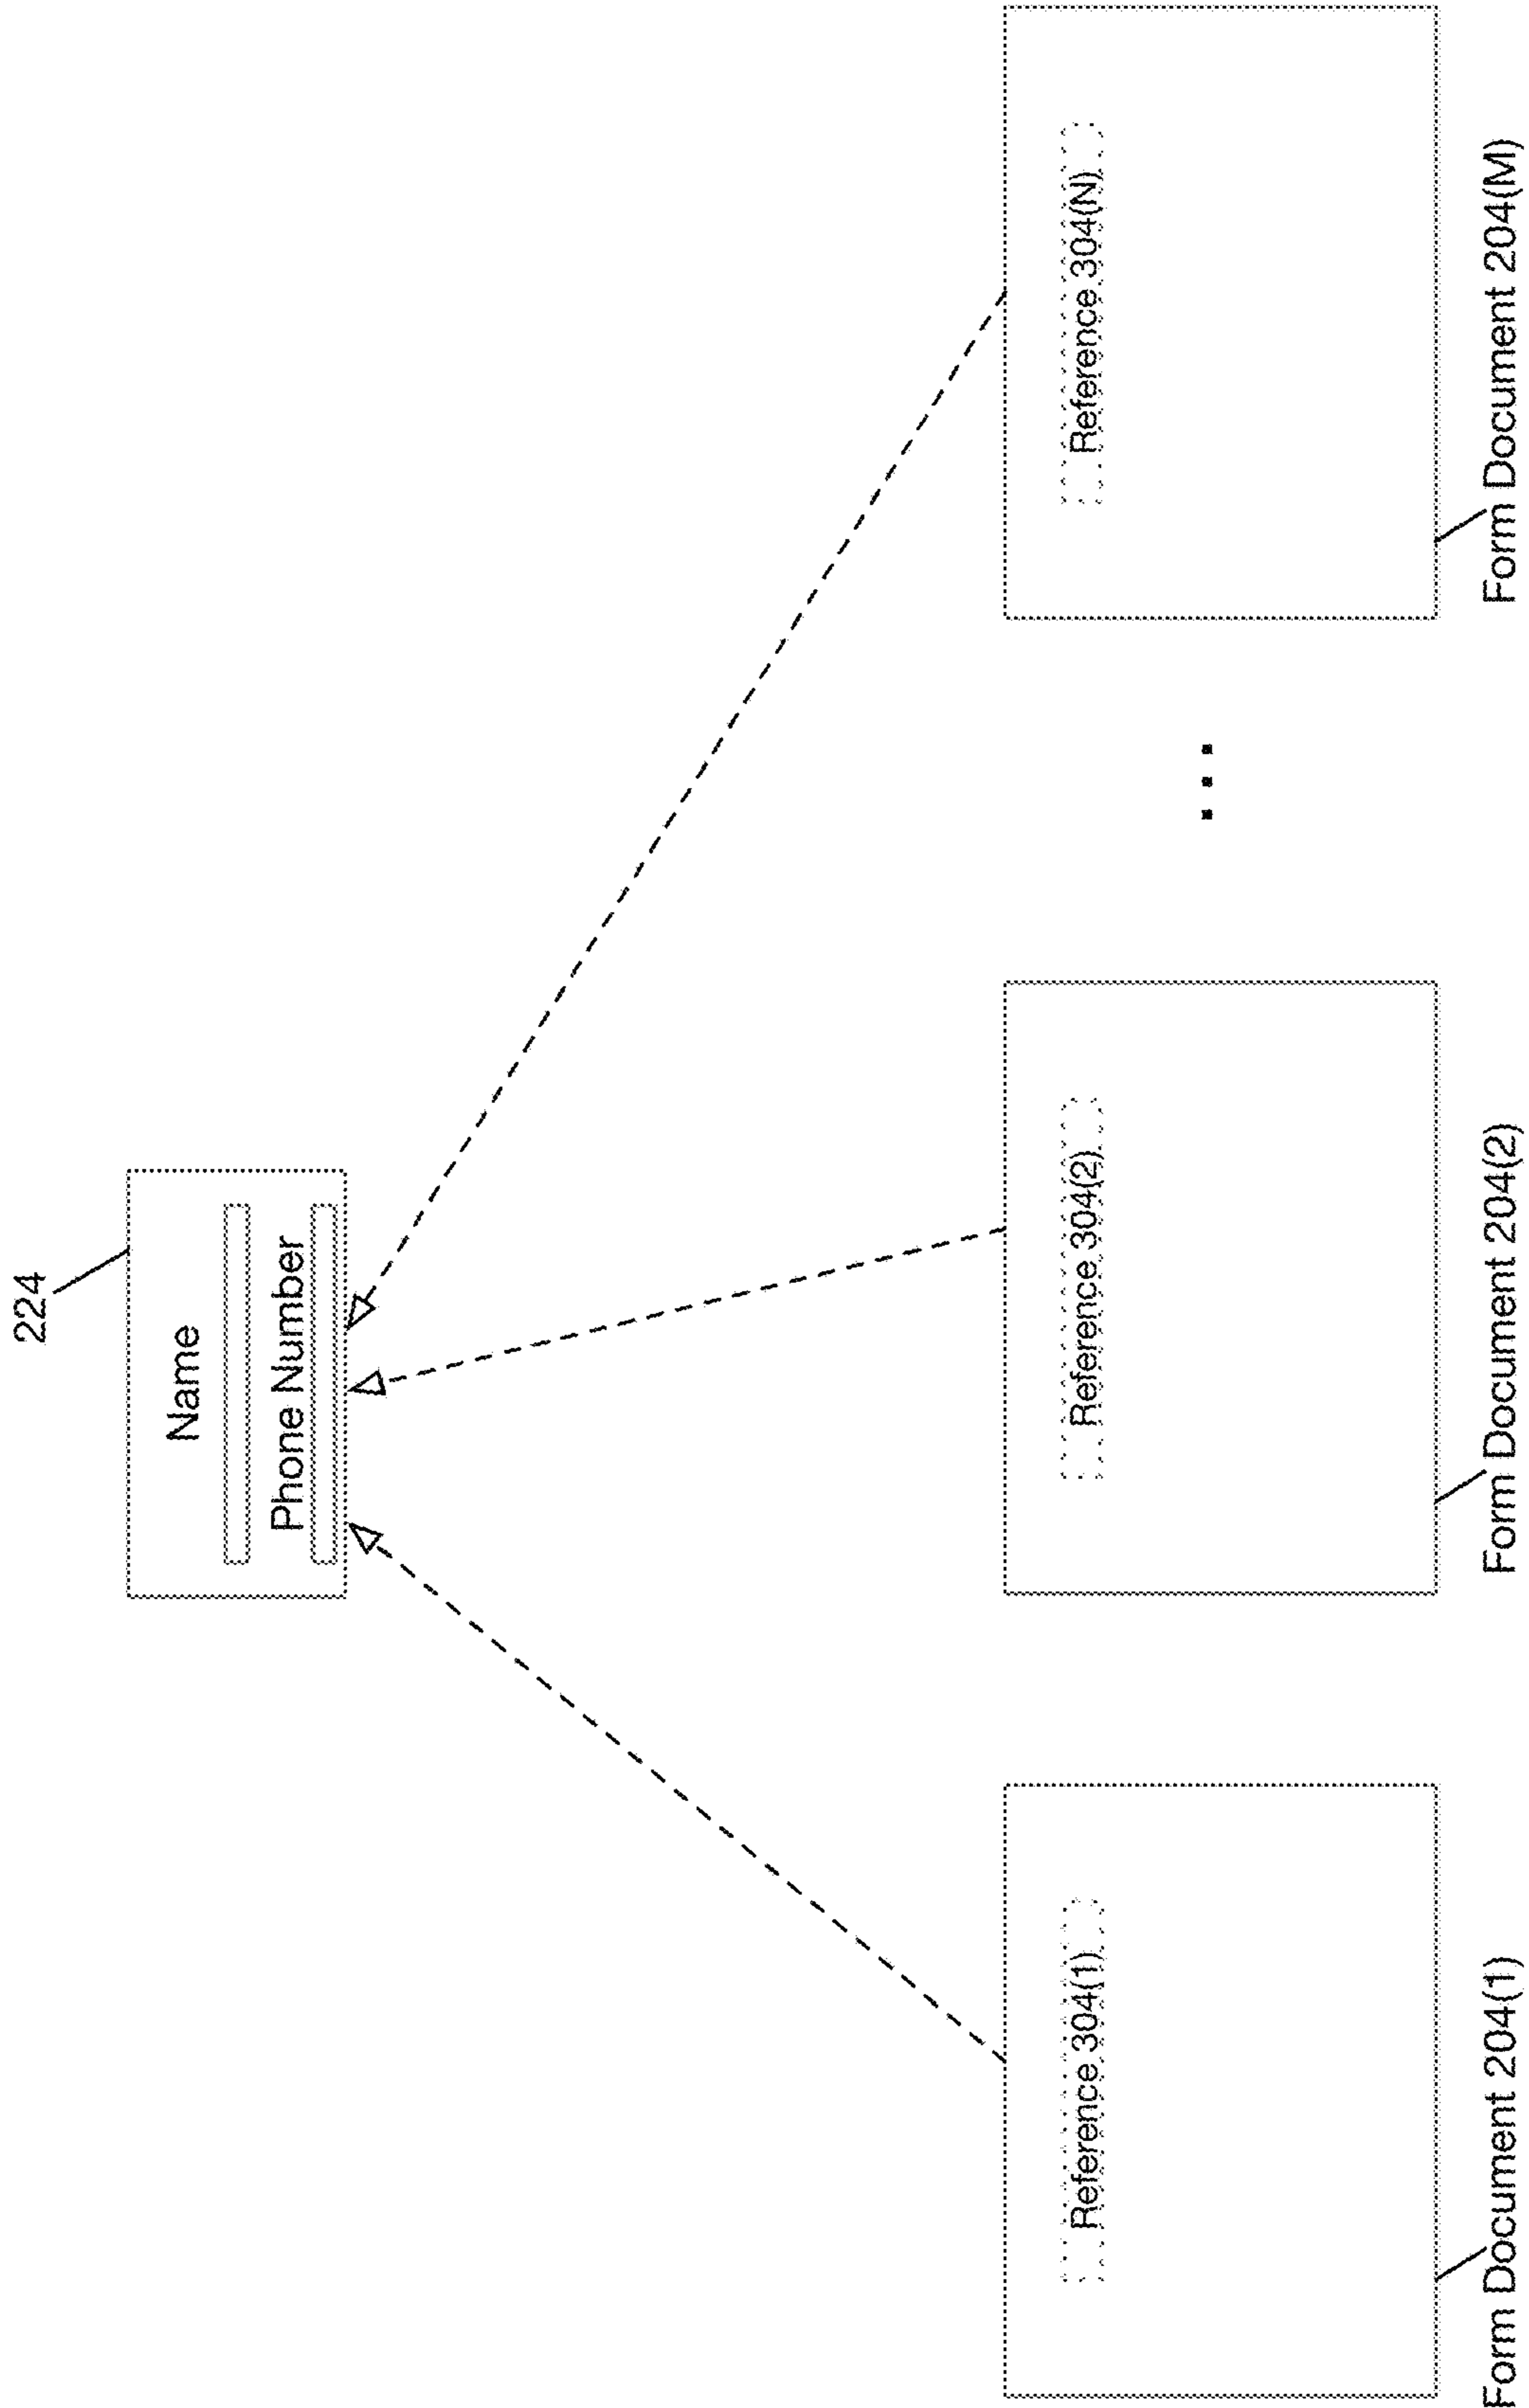 224
Name
Phone Number
Reference 304(1)
Reference 304(2)
Reference 304(N)
...
Form Document 204(1)
Form Document 204(2)
Form Document 204(M)